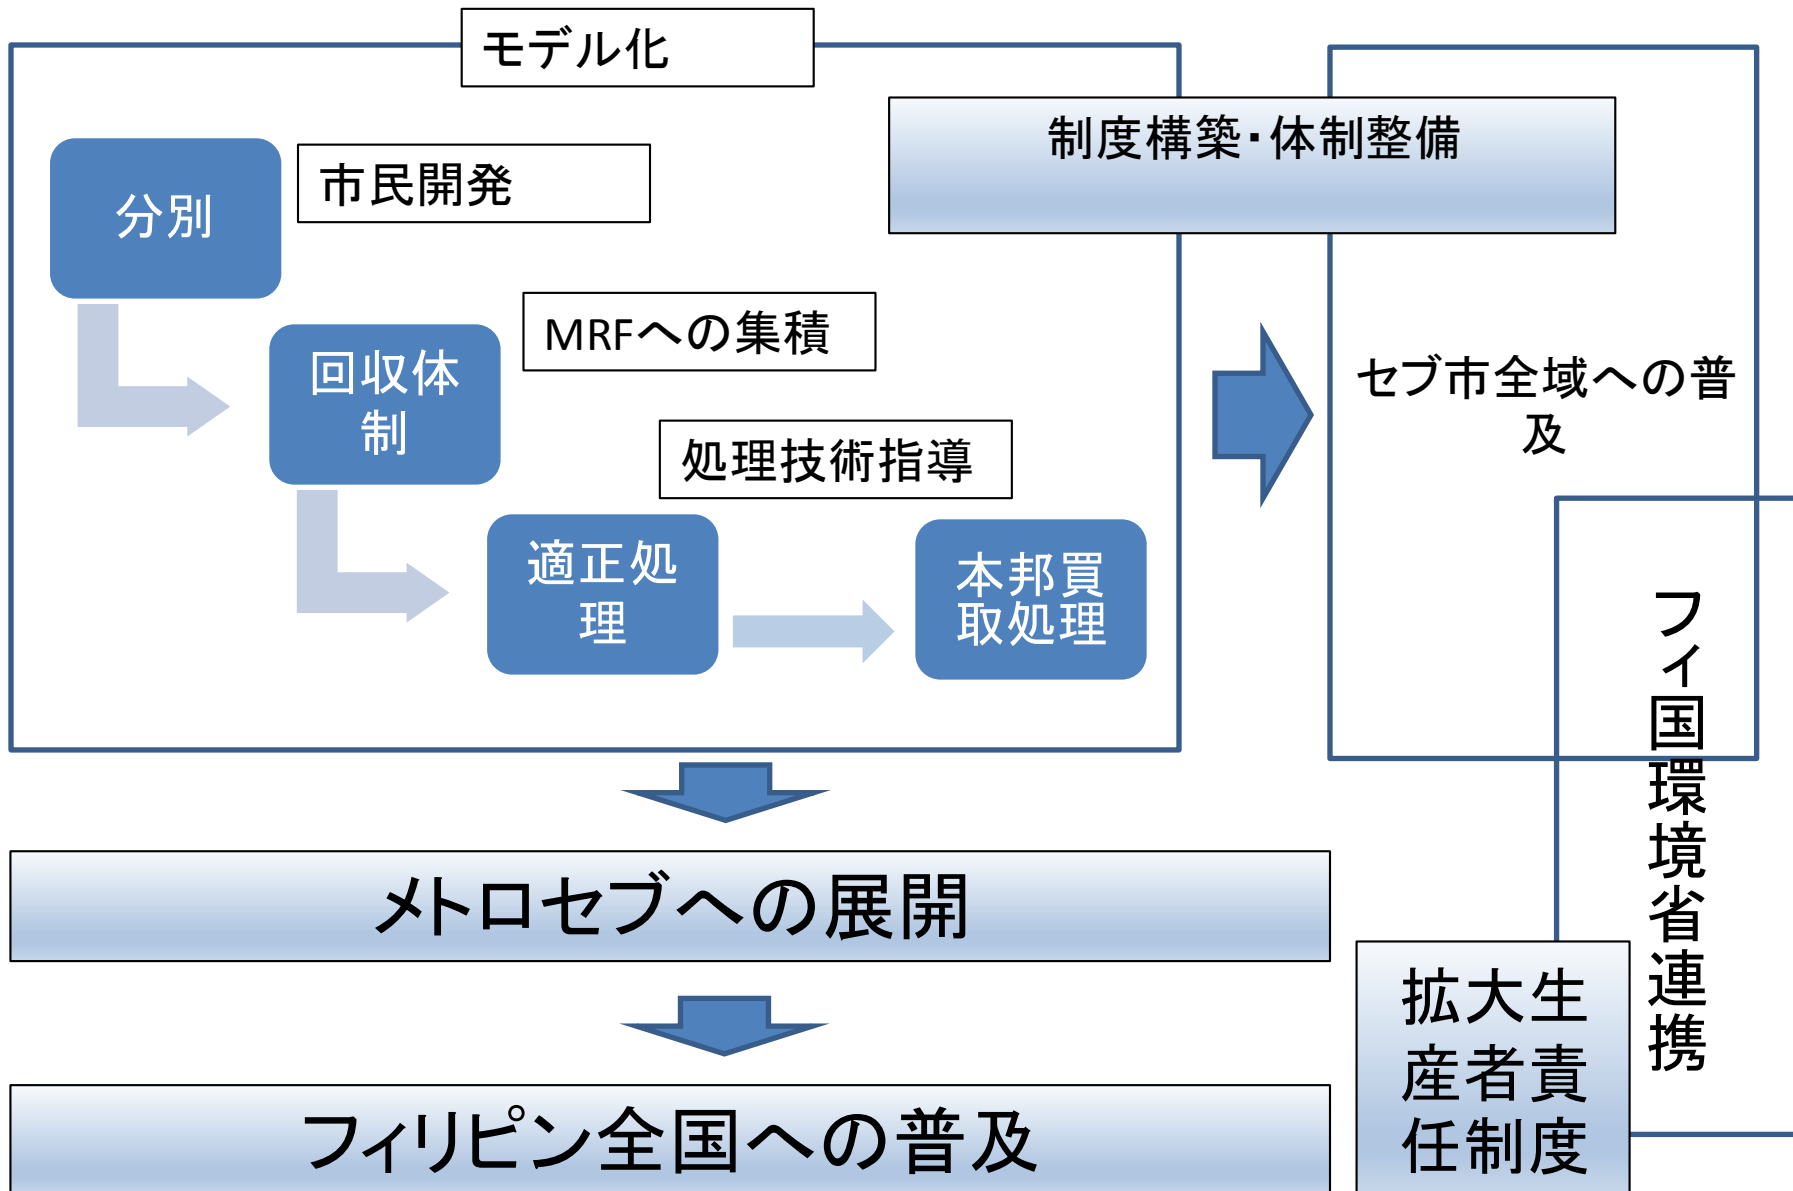 モデル化
制度構築・体制整備
分別
市民開発
MRFへの集積
回収体
制
処理技術指導
適正処
理
本邦買
取処理
セブ市全域への普
及
フィ国環境省連携
メトロセブへの展開
拡大生
産者責
任制度
フィリピン全国への普及